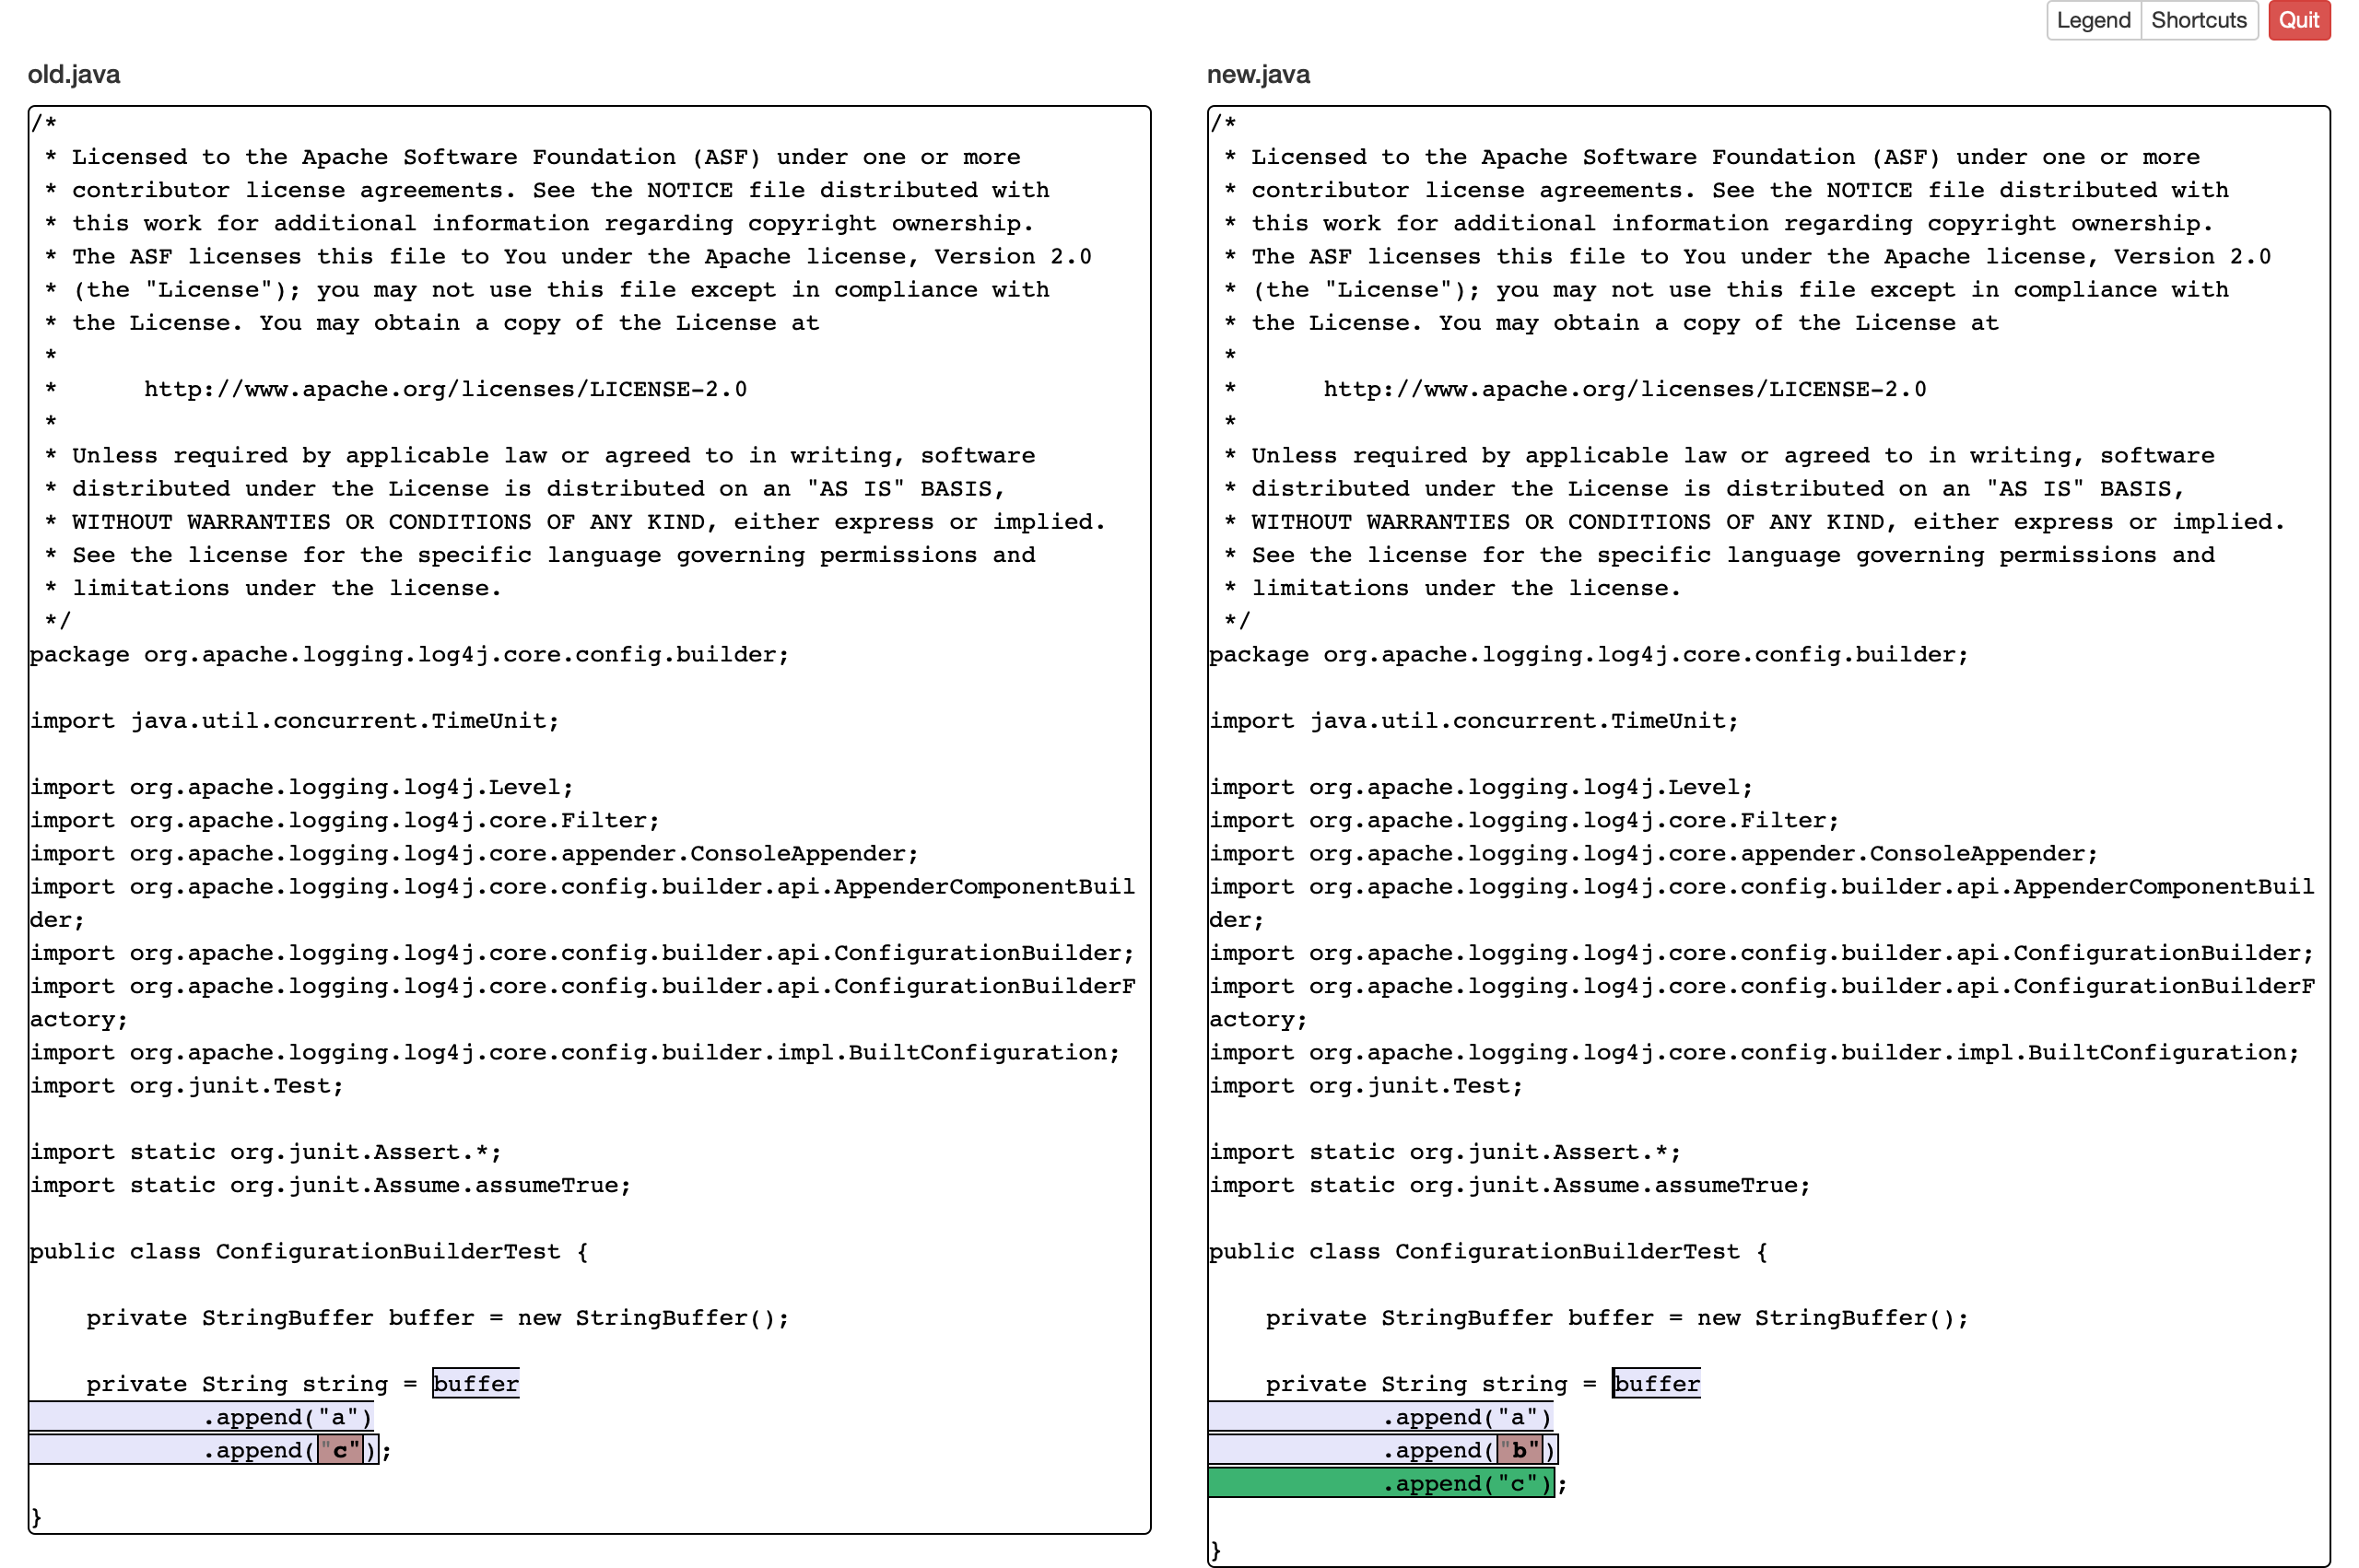 Legend Shortcuts Quit
old.java
/*
 * Licensed to the Apache Software Foundation (ASF) under one or more
 * contributor license agreements. See the NOTICE file distributed with
 * this work for additional information regarding copyright ownership.
 * The ASF licenses this file to You under the Apache license, Version 2.0
 * (the "License"); you may not use this file except in compliance with
 * the License. You may obtain a copy of the License at
 *
 *      http://www.apache.org/licenses/LICENSE-2.0
 *
 * Unless required by applicable law or agreed to in writing, software
 * distributed under the License is distributed on an "AS IS" BASIS,
 * WITHOUT WARRANTIES OR CONDITIONS OF ANY KIND, either express or implied.
 * See the license for the specific language governing permissions and
 * limitations under the license.
 */
package org.apache.logging.log4j.core.config.builder;

import java.util.concurrent.TimeUnit;

import org.apache.logging.log4j.Level;
import org.apache.logging.log4j.core.Filter;
import org.apache.logging.log4j.core.appender.ConsoleAppender;
import org.apache.logging.log4j.core.config.builder.api.AppenderComponentBuil
der;
import org.apache.logging.log4j.core.config.builder.api.ConfigurationBuilder;
import org.apache.logging.log4j.core.config.builder.api.ConfigurationBuilderF
actory;
import org.apache.logging.log4j.core.config.builder.impl.BuiltConfiguration;
import org.junit.Test;

import static org.junit.Assert.*;
import static org.junit.Assume.assumeTrue;

public class ConfigurationBuilderTest {

    private StringBuffer buffer = new StringBuffer();

    private String string = buffer
            .append("a")
            .append("c");

}
new.java
/*
 * Licensed to the Apache Software Foundation (ASF) under one or more
 * contributor license agreements. See the NOTICE file distributed with
 * this work for additional information regarding copyright ownership.
 * The ASF licenses this file to You under the Apache license, Version 2.0
 * (the "License"); you may not use this file except in compliance with
 * the License. You may obtain a copy of the License at
 *
 *      http://www.apache.org/licenses/LICENSE-2.0
 *
 * Unless required by applicable law or agreed to in writing, software
 * distributed under the License is distributed on an "AS IS" BASIS,
 * WITHOUT WARRANTIES OR CONDITIONS OF ANY KIND, either express or implied.
 * See the license for the specific language governing permissions and
 * limitations under the license.
 */
package org.apache.logging.log4j.core.config.builder;

import java.util.concurrent.TimeUnit;

import org.apache.logging.log4j.Level;
import org.apache.logging.log4j.core.Filter;
import org.apache.logging.log4j.core.appender.ConsoleAppender;
import org.apache.logging.log4j.core.config.builder.api.AppenderComponentBuil
der;
import org.apache.logging.log4j.core.config.builder.api.ConfigurationBuilder;
import org.apache.logging.log4j.core.config.builder.api.ConfigurationBuilderF
actory;
import org.apache.logging.log4j.core.config.builder.impl.BuiltConfiguration;
import org.junit.Test;

import static org.junit.Assert.*;
import static org.junit.Assume.assumeTrue;

public class ConfigurationBuilderTest {

    private StringBuffer buffer = new StringBuffer();

    private String string = buffer
            .append("a")
            .append("b")
            .append("c");

}